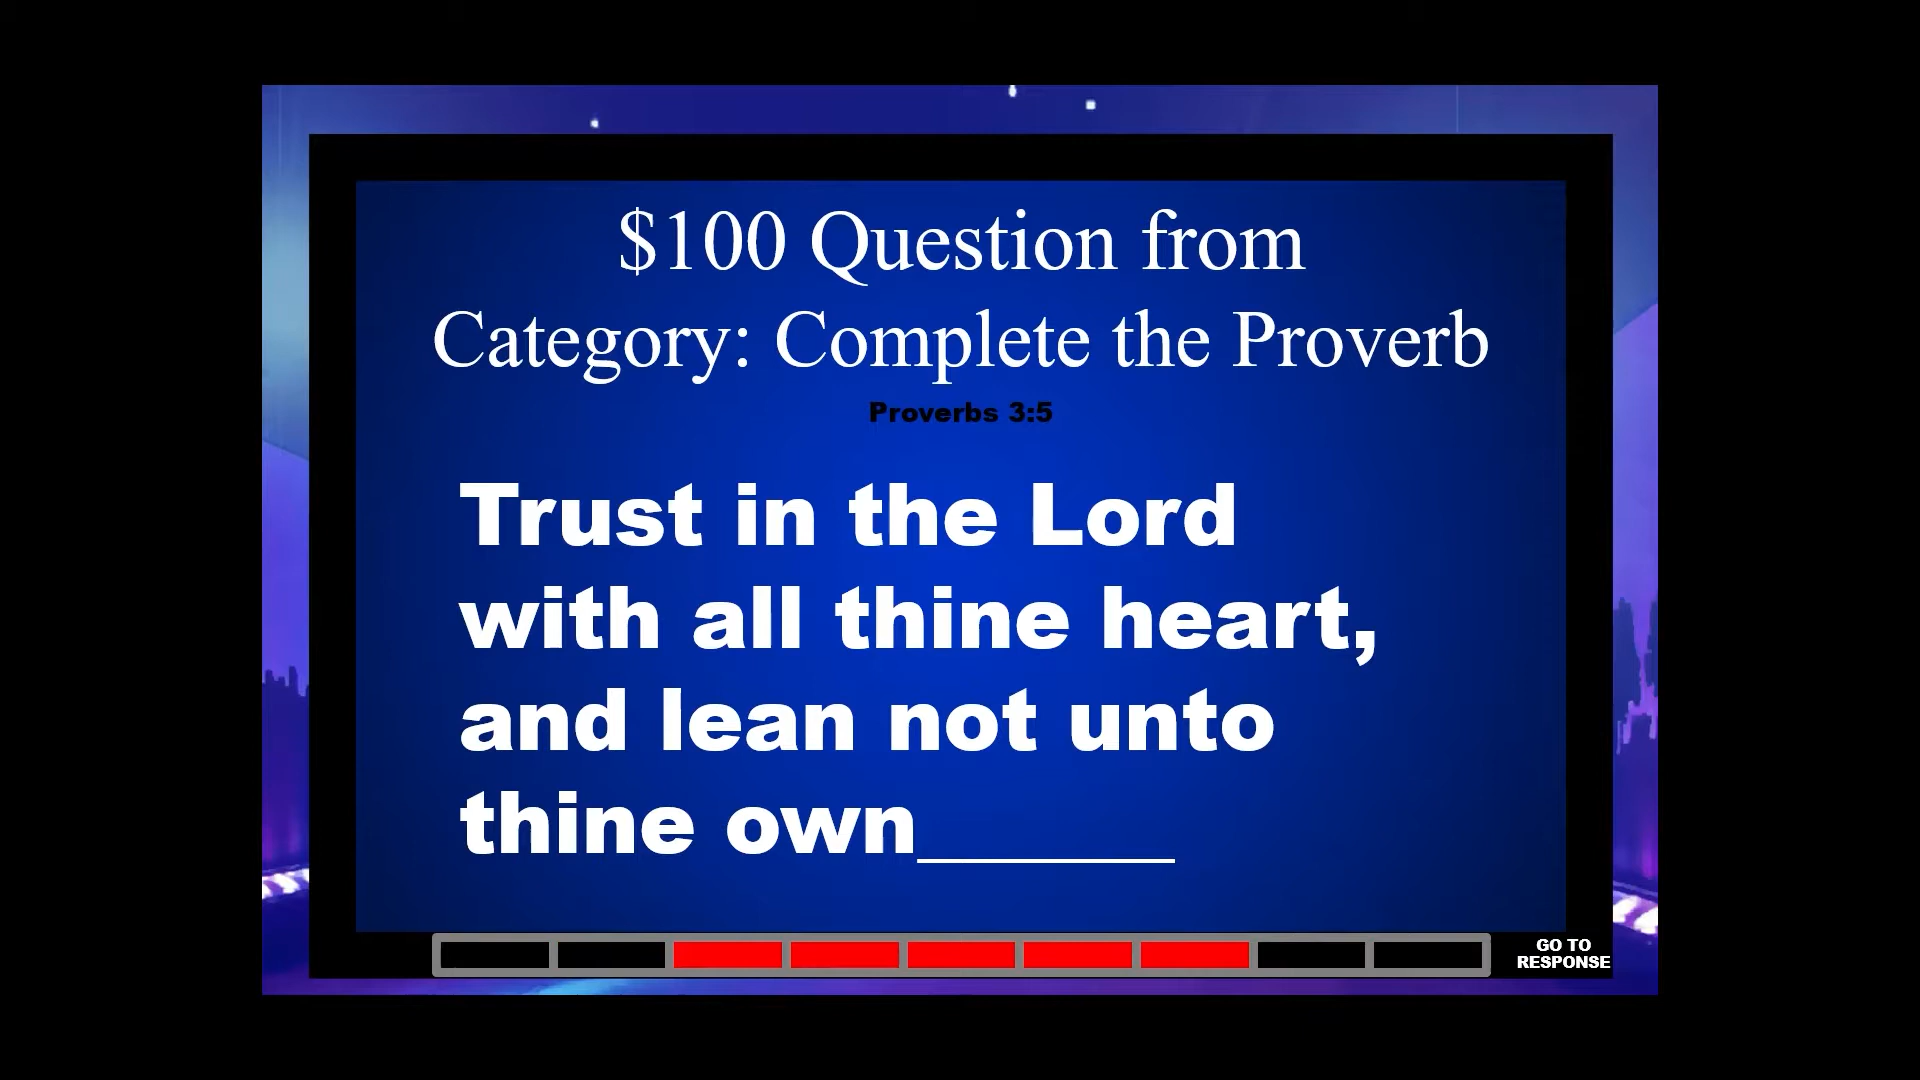 $100 Question from
Category: Complete the Proverb
Proverbs 3:5
Trust in the Lord
with all thine heart,
and lean not unto
thine own______
GO TO
RESPONSE